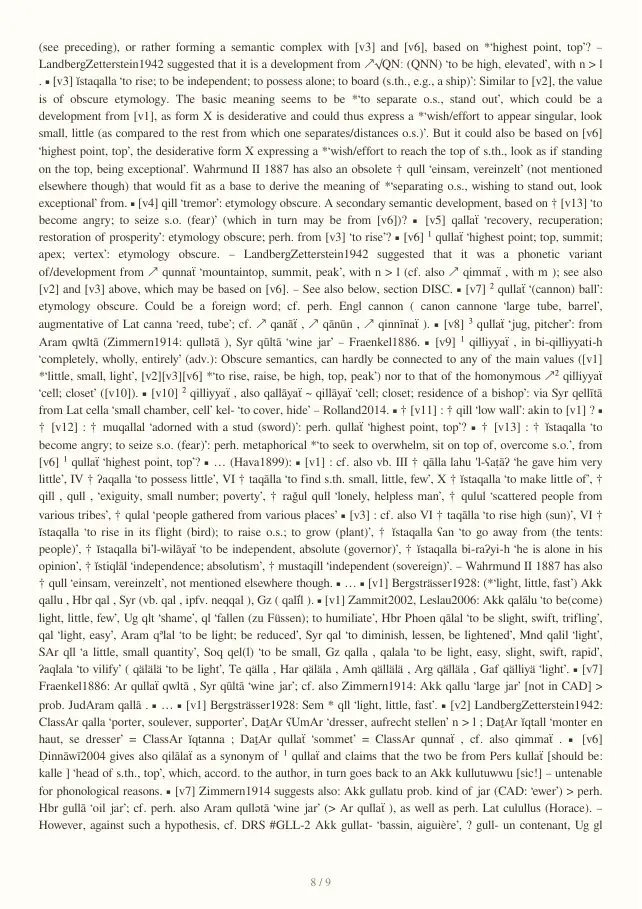 (see preceding), or rather forming a semantic complex with [v3] and [v6], based on *‘highest point, top’? –
LandbergZetterstein1942 suggested that it is a development from ↗√QN: (QNN) ‘to be high, elevated’, with n > l
. ▪ [v3] ĭstaqalla ‘to rise; to be independent; to possess alone; to board (s.th., e.g., a ship)’: Similar to [v2], the value
is of obscure etymology. The basic meaning seems to be *‘to separate o.s., stand out’, which could be a
development from [v1], as form X is desiderative and could thus express a *‘wish/effort to appear singular, look
small, little (as compared to the rest from which one separates/distances o.s.)’. But it could also be based on [v6]
‘highest point, top’, the desiderative form X expressing a *‘wish/effort to reach the top of s.th., look as if standing
on the top, being exceptional’. Wahrmund II 1887 has also an obsolete † qull ‘einsam, vereinzelt’ (not mentioned
elsewhere though) that would fit as a base to derive the meaning of *‘separating o.s., wishing to stand out, look
exceptional’ from. ▪ [v4] qill ‘tremor’: etymology obscure. A secondary semantic development, based on † [v13] ‘to
become angry; to seize s.o. (fear)’ (which in turn may be from [v6])? ▪ [v5] qallaẗ ‘recovery, recuperation;
restoration of prosperity’: etymology obscure; perh. from [v3] ‘to rise’? ▪ [v6] ¹ qullaẗ ‘highest point; top, summit;
apex; vertex’: etymology obscure. – LandbergZetterstein1942 suggested that it was a phonetic variant
of/development from ↗ qunnaẗ ‘mountaintop, summit, peak’, with n > l (cf. also ↗ qimmaẗ , with m ); see also
[v2] and [v3] above, which may be based on [v6]. – See also below, section DISC. ▪ [v7] ² qullaẗ ‘(cannon) ball’:
etymology obscure. Could be a foreign word; cf. perh. Engl cannon ( canon cannone ‘large tube, barrel’,
augmentative of Lat canna ‘reed, tube’; cf. ↗ qanāẗ , ↗ qānūn , ↗ qinnīnaẗ ). ▪ [v8] ³ qullaẗ ‘jug, pitcher’: from
Aram qwltā (Zimmern1914: qullətā ), Syr qūltā ‘wine jar’ – Fraenkel1886. ▪ [v9] ¹ qilliyyaẗ , in bi-qilliyyati-h
‘completely, wholly, entirely’ (adv.): Obscure semantics, can hardly be connected to any of the main values ([v1]
*‘little, small, light’, [v2][v3][v6] *‘to rise, raise, be high, top, peak’) nor to that of the homonymous ↗² qilliyyaẗ
‘cell; closet’ ([v10]). ▪ [v10] ² qilliyyaẗ , also qallāyaẗ ~ qillāyaẗ ‘cell; closet; residence of a bishop’: via Syr qellītā
from Lat cella ‘small chamber, cell’ kel- ‘to cover, hide’ – Rolland2014. ▪ † [v11] : † qill ‘low wall’: akin to [v1] ? ▪
† [v12] : † muqallal ‘adorned with a stud (sword)’: perh. qullaẗ ‘highest point, top’? ▪ † [v13] : † ĭstaqalla ‘to
become angry; to seize s.o. (fear)’: perh. metaphorical *‘to seek to overwhelm, sit on top of, overcome s.o.’, from
[v6] ¹ qullaẗ ‘highest point, top’? ▪ … (Hava1899): ▪ [v1] : cf. also vb. III † qālla lahu 'l-ʕaṭāʔ ‘he gave him very
little’, IV † ʔaqalla ‘to possess little’, VI † taqālla ‘to find s.th. small, little, few’, X † ĭstaqalla ‘to make little of’, †
qill , qull , ‘exiguity, small number; poverty’, † raǧul qull ‘lonely, helpless man’, † qulul ‘scattered people from
various tribes’, † qulal ‘people gathered from various places’ ▪ [v3] : cf. also VI † taqālla ‘to rise high (sun)’, VI †
ĭstaqalla ‘to rise in its flight (bird); to raise o.s.; to grow (plant)’, † ĭstaqalla ʕan ‘to go away from (the tents:
people)’, † ĭstaqalla bi'l-wilāyaẗ ‘to be independent, absolute (governor)’, † ĭstaqalla bi-raʔyi-h ‘he is alone in his
opinion’, † ĭstiqlāl ‘independence; absolutism’, † mustaqill ‘independent (sovereign)’. – Wahrmund II 1887 has also
† qull ‘einsam, vereinzelt’, not mentioned elsewhere though. ▪ … ▪ [v1] Bergsträsser1928: (*‘light, little, fast’) Akk
qallu , Hbr qal , Syr (vb. qal , ipfv. neqqal ), Gz ( qalīl ). ▪ [v1] Zammit2002, Leslau2006: Akk qalālu ‘to be(come)
light, little, few’, Ug qlt ‘shame’, ql ‘fallen (zu Füssen); to humiliate’, Hbr Phoen qālal ‘to be slight, swift, trifling’,
qal ‘light, easy’, Aram qᵊlal ‘to be light; be reduced’, Syr qal ‘to diminish, lessen, be lightened’, Mnd qalil ‘light’,
SAr qll ‘a little, small quantity’, Soq qel(l) ‘to be small, Gz qalla , qalala ‘to be light, easy, slight, swift, rapid’,
ʔaqlala ‘to vilify’ ( qälälä ‘to be light’, Te qälla , Har qäläla , Amh qällälä , Arg qälläla , Gaf qälliyä ‘light’. ▪ [v7]
Fraenkel1886: Ar qullaẗ qwltā , Syr qūltā ‘wine jar’; cf. also Zimmern1914: Akk qallu ‘large jar’ [not in CAD] >
prob. JudAram qallā . ▪ … ▪ [v1] Bergsträsser1928: Sem * qll ‘light, little, fast’. ▪ [v2] LandbergZetterstein1942:
ClassAr qalla ‘porter, soulever, supporter’, DaṯAr ʕUmAr ‘dresser, aufrecht stellen’ n > l ; DaṯAr ĭqtall ‘monter en
haut, se dresser’ = ClassAr ĭqtanna ; DaṯAr qullaẗ ‘sommet’ = ClassAr qunnaẗ , cf. also qimmaẗ . ▪ [v6]
Ḍinnāwī2004 gives also qilālaẗ as a synonym of ¹ qullaẗ and claims that the two be from Pers kullaẗ [should be:
kalle ] ‘head of s.th., top’, which, accord. to the author, in turn goes back to an Akk kullutuwwu [sic!] – untenable
for phonological reasons. ▪ [v7] Zimmern1914 suggests also: Akk gullatu prob. kind of jar (CAD: ‘ewer’) > perh.
Hbr gullā ‘oil jar’; cf. perh. also Aram qullətā ‘wine jar’ (> Ar qullaẗ ), as well as perh. Lat culullus (Horace). –
However, against such a hypothesis, cf. DRS #GLL-2 Akk gullat- ‘bassin, aiguière’, ? gull- un contenant, Ug gl
8 / 9